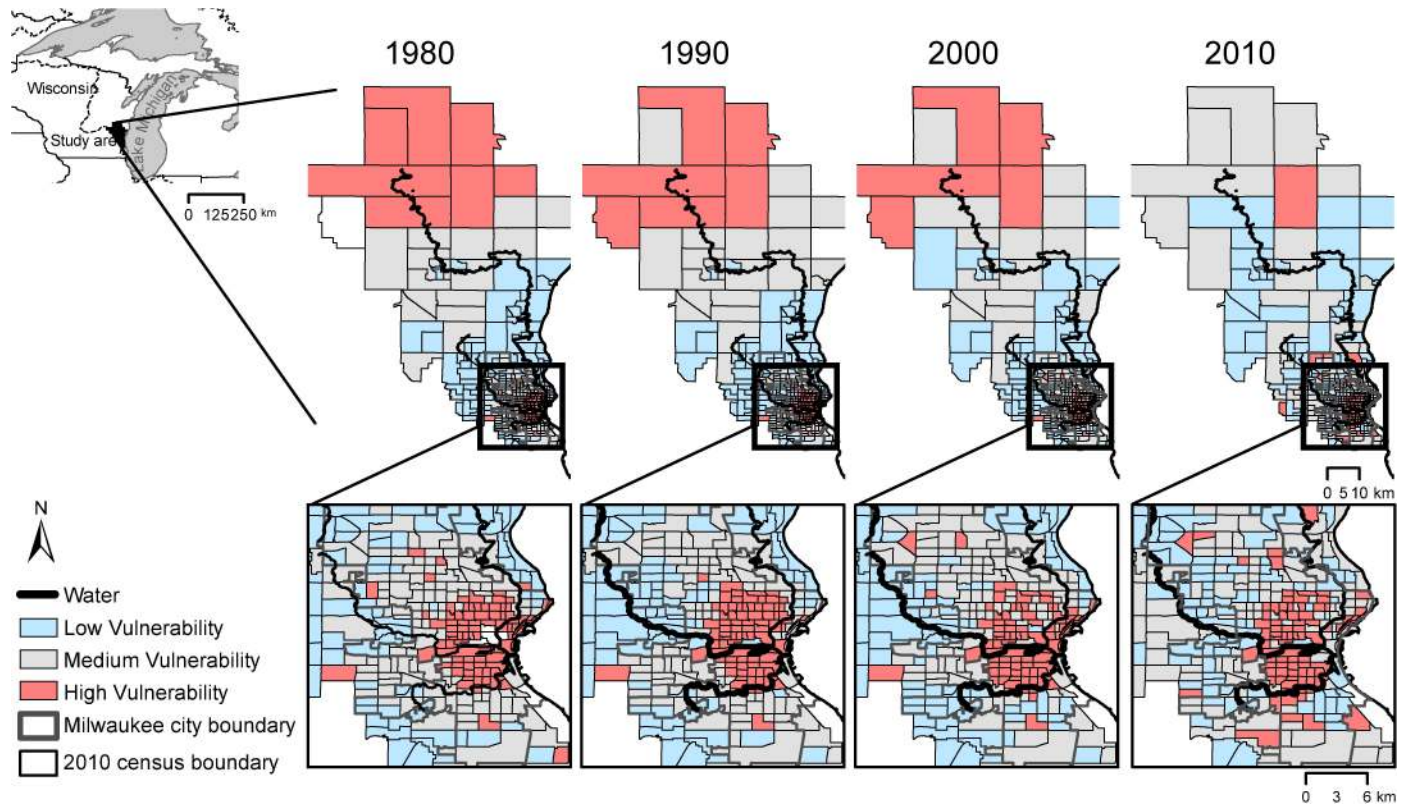 1980
1990
2000
2010
Wisconsin
Lake Michigan
Study area
0 125250 km
0 5 10 km
N
Water
Low Vulnerability
Medium Vulnerability
High Vulnerability
Milwaukee city boundary
2010 census boundary
0 3 6 km